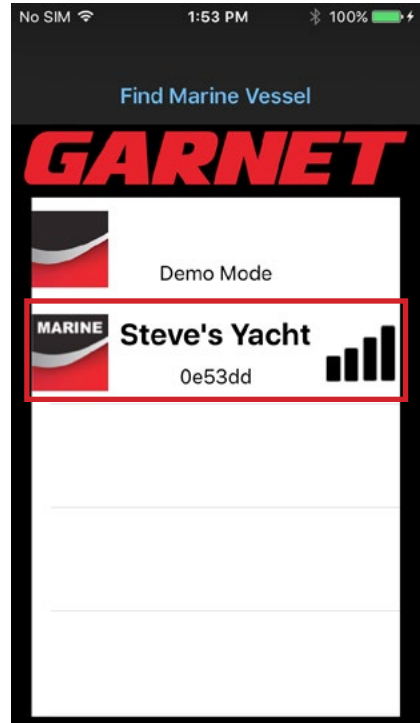 No SIM 1:53 PM 100%
Find Marine Vessel
GARNET
Demo Mode
MARINE
Steve's Yacht
0e53dd